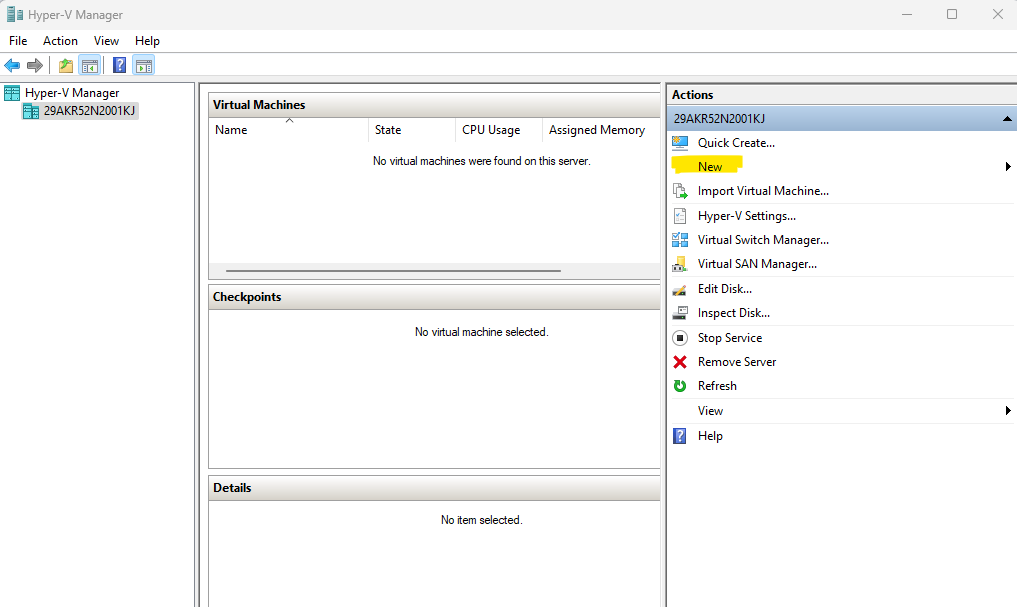 Hyper-V Manager
File Action View Help
Hyper-V Manager
29AKR52N2001KJ
Virtual Machines
Name State CPU Usage Assigned Memory
No virtual machines were found on this server.
Checkpoints
No virtual machine selected.
Details
No item selected.
Actions
29AKR52N2001KJ
Quick Create...
New
Import Virtual Machine...
Hyper-V Settings...
Virtual Switch Manager...
Virtual SAN Manager...
Edit Disk...
Inspect Disk...
Stop Service
Remove Server
Refresh
View
Help